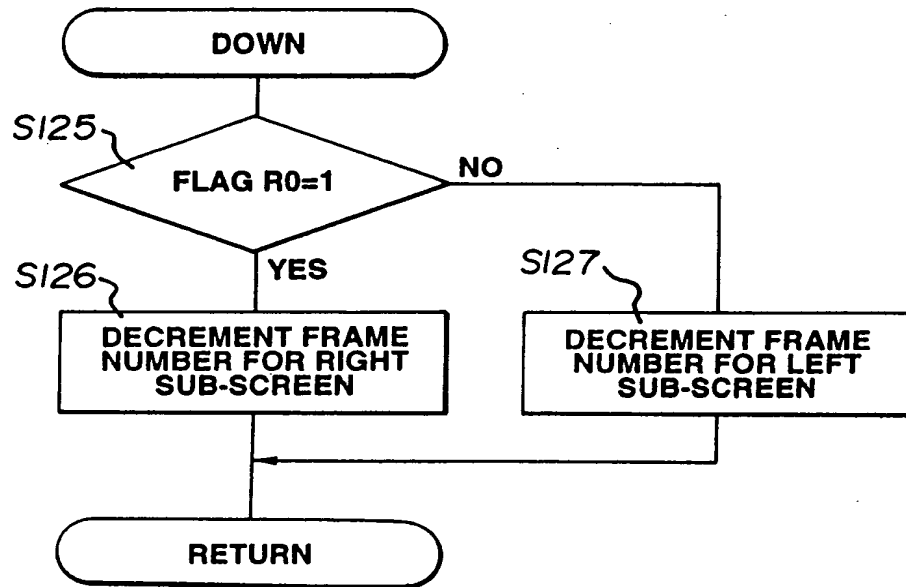 DOWN
S125
FLAG R0=1
NO
YES
S126
DECREMENT FRAME
NUMBER FOR RIGHT
SUB-SCREEN
S127
DECREMENT FRAME
NUMBER FOR LEFT
SUB-SCREEN
RETURN